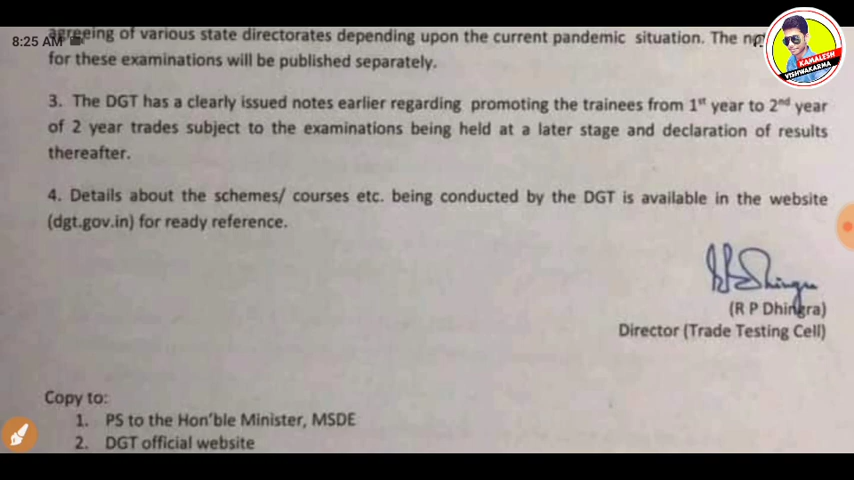 agreeing of various state directorates depending upon the current pandemic situation. The
8:25 AM
for these examinations will be published separately.
KAMALESH
VISHWAKARMA
3. The DGT has a clearly issued notes earlier regarding promoting the trainees from 1st year to 2nd year
of 2 year trades subject to the examinations being held at a later stage and declaration of results
thereafter.
4. Details about the schemes/ courses etc. being conducted by the DGT is available in the website
(dgt.gov.in) for ready reference.
(R P Dhingra)
Director (Trade Testing Cell)
Copy to:
1. PS to the Hon'ble Minister, MSDE
2. DGT official website